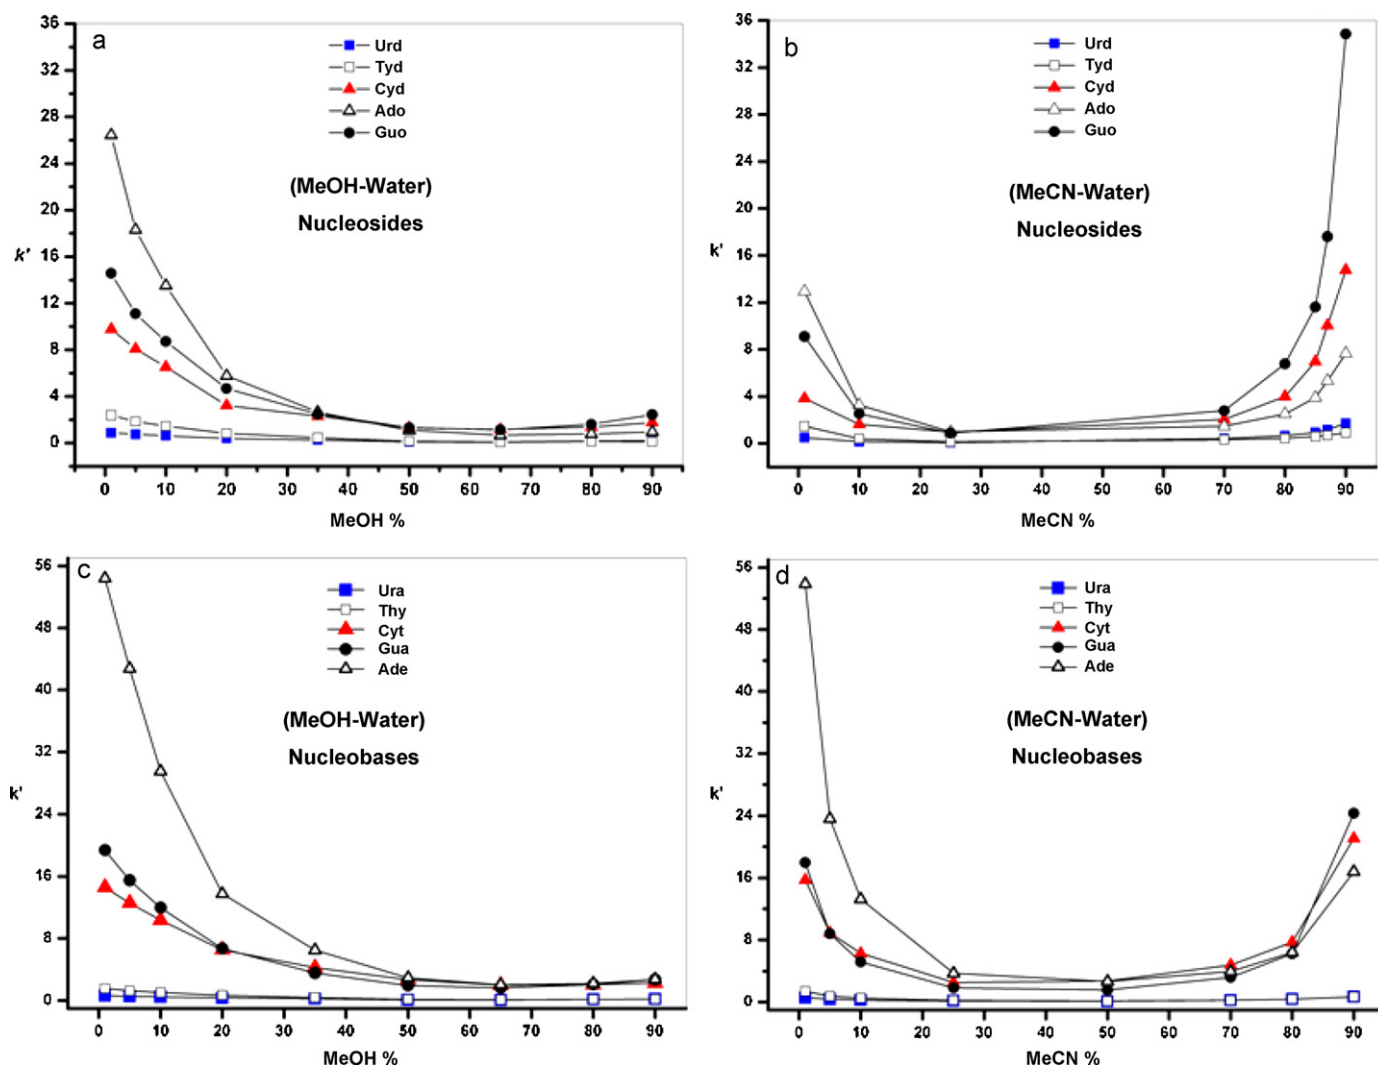 a
Urd
Tyd
Cyd
Ado
Guo
(MeOH-Water)
Nucleosides
k'
36
32
28
24
20
16
12
8
4
0
0 10 20 30 40 50 60 70 80 90
MeOH %
b
Urd
Tyd
Cyd
Ado
Guo
(MeCN-Water)
Nucleosides
k'
36
32
28
24
20
16
12
8
4
0
0 10 20 30 40 50 60 70 80 90
MeCN %
c
Ura
Thy
Cyt
Gua
Ade
(MeOH-Water)
Nucleobases
k'
56
48
40
32
24
16
8
0
0 10 20 30 40 50 60 70 80 90
MeOH %
d
Ura
Thy
Cyt
Gua
Ade
(MeCN-Water)
Nucleobases
k'
56
48
40
32
24
16
8
0
0 10 20 30 40 50 60 70 80 90
MeCN %